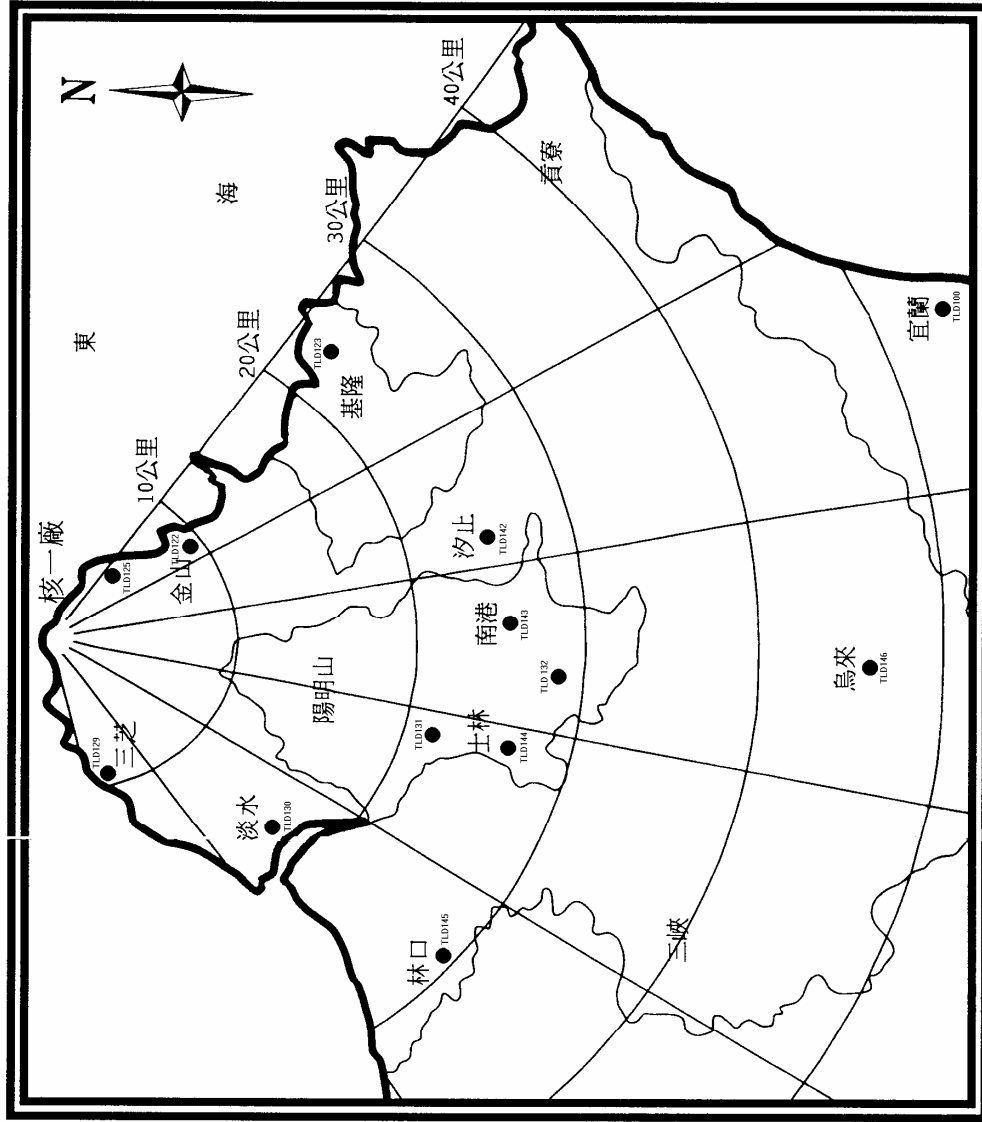 N
東
海
核一廠
10公里
20公里
30公里
40公里
TLD125
TLD122
金山
TLD129
三芝
TLD123
基隆
貢寮
淡水
TLD130
陽明山
汐止
TLD142
南港
TLD143
TLD131
士林
TLD144
TLD132
林口
TLD145
三峽
烏來
TLD146
宜蘭
TLD100